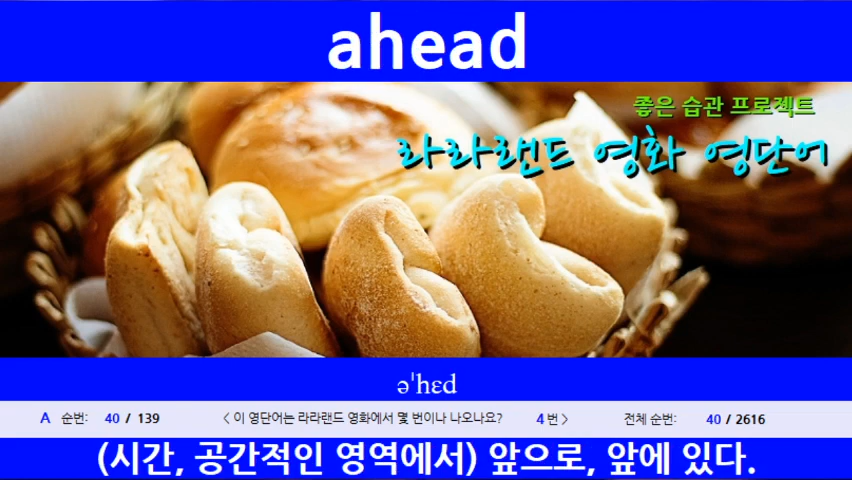 ahead
좋은 습관 프로젝트
라라랜드 영화 영단어
əˈhɛd
A 순번: 40 / 139 < 이 영단어는 라라랜드 영화에서 몇 번이나 나오나요? 4 번 > 전체 순번: 40 / 2616
(시간, 공간적인 영역에서) 앞으로, 앞에 있다.